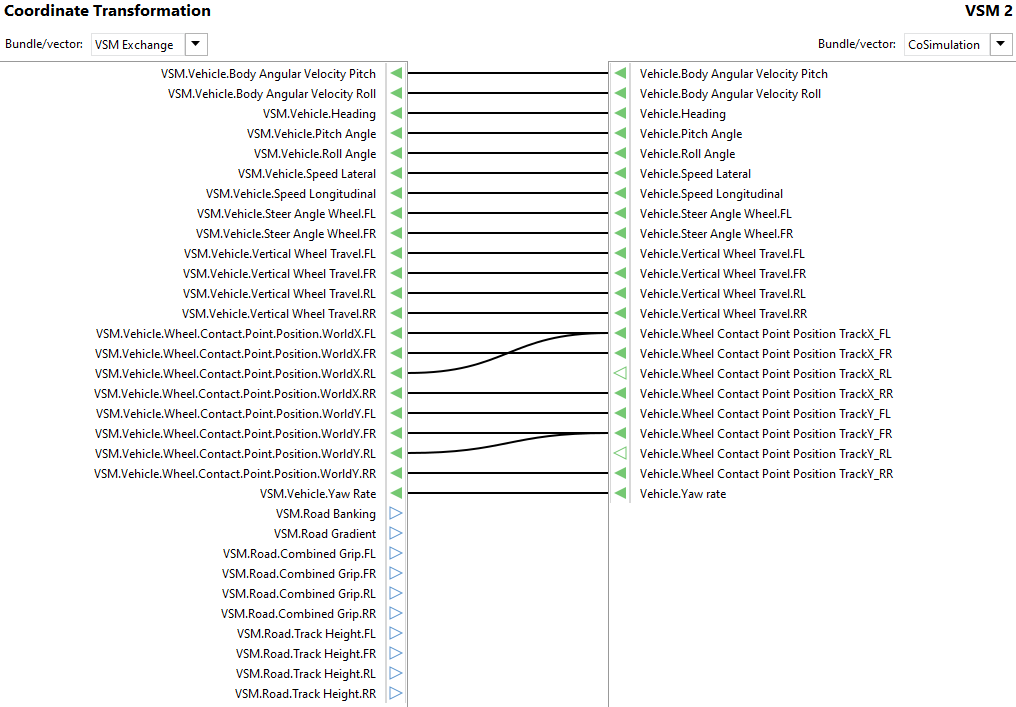 Coordinate Transformation VSM 2
Bundle/vector: VSM Exchange Bundle/vector: CoSimulation
VSM.Vehicle.Body Angular Velocity Pitch Vehicle.Body Angular Velocity Pitch
VSM.Vehicle.Body Angular Velocity Roll Vehicle.Body Angular Velocity Roll
VSM.Vehicle.Heading Vehicle.Heading
VSM.Vehicle.Pitch Angle Vehicle.Pitch Angle
VSM.Vehicle.Roll Angle Vehicle.Roll Angle
VSM.Vehicle.Speed Lateral Vehicle.Speed Lateral
VSM.Vehicle.Speed Longitudinal Vehicle.Speed Longitudinal
VSM.Vehicle.Steer Angle Wheel.FL Vehicle.Steer Angle Wheel.FL
VSM.Vehicle.Steer Angle Wheel.FR Vehicle.Steer Angle Wheel.FR
VSM.Vehicle.Vertical Wheel Travel.FL Vehicle.Vertical Wheel Travel.FL
VSM.Vehicle.Vertical Wheel Travel.FR Vehicle.Vertical Wheel Travel.FR
VSM.Vehicle.Vertical Wheel Travel.RL Vehicle.Vertical Wheel Travel.RL
VSM.Vehicle.Vertical Wheel Travel.RR Vehicle.Vertical Wheel Travel.RR
VSM.Vehicle.Wheel.Contact.Point.Position.WorldX.FL Vehicle.Wheel Contact Point Position TrackX_FL
VSM.Vehicle.Wheel.Contact.Point.Position.WorldX.FR Vehicle.Wheel Contact Point Position TrackX_FR
VSM.Vehicle.Wheel.Contact.Point.Position.WorldX.RL Vehicle.Wheel Contact Point Position TrackX_RL
VSM.Vehicle.Wheel.Contact.Point.Position.WorldX.RR Vehicle.Wheel Contact Point Position TrackX_RR
VSM.Vehicle.Wheel.Contact.Point.Position.WorldY.FL Vehicle.Wheel Contact Point Position TrackY_FL
VSM.Vehicle.Wheel.Contact.Point.Position.WorldY.FR Vehicle.Wheel Contact Point Position TrackY_FR
VSM.Vehicle.Wheel.Contact.Point.Position.WorldY.RL Vehicle.Wheel Contact Point Position TrackY_RL
VSM.Vehicle.Wheel.Contact.Point.Position.WorldY.RR Vehicle.Wheel Contact Point Position TrackY_RR
VSM.Vehicle.Yaw Rate Vehicle.Yaw rate
VSM.Road Banking
VSM.Road Gradient
VSM.Road.Combined Grip.FL
VSM.Road.Combined Grip.FR
VSM.Road.Combined Grip.RL
VSM.Road.Combined Grip.RR
VSM.Road.Track Height.FL
VSM.Road.Track Height.FR
VSM.Road.Track Height.RL
VSM.Road.Track Height.RR